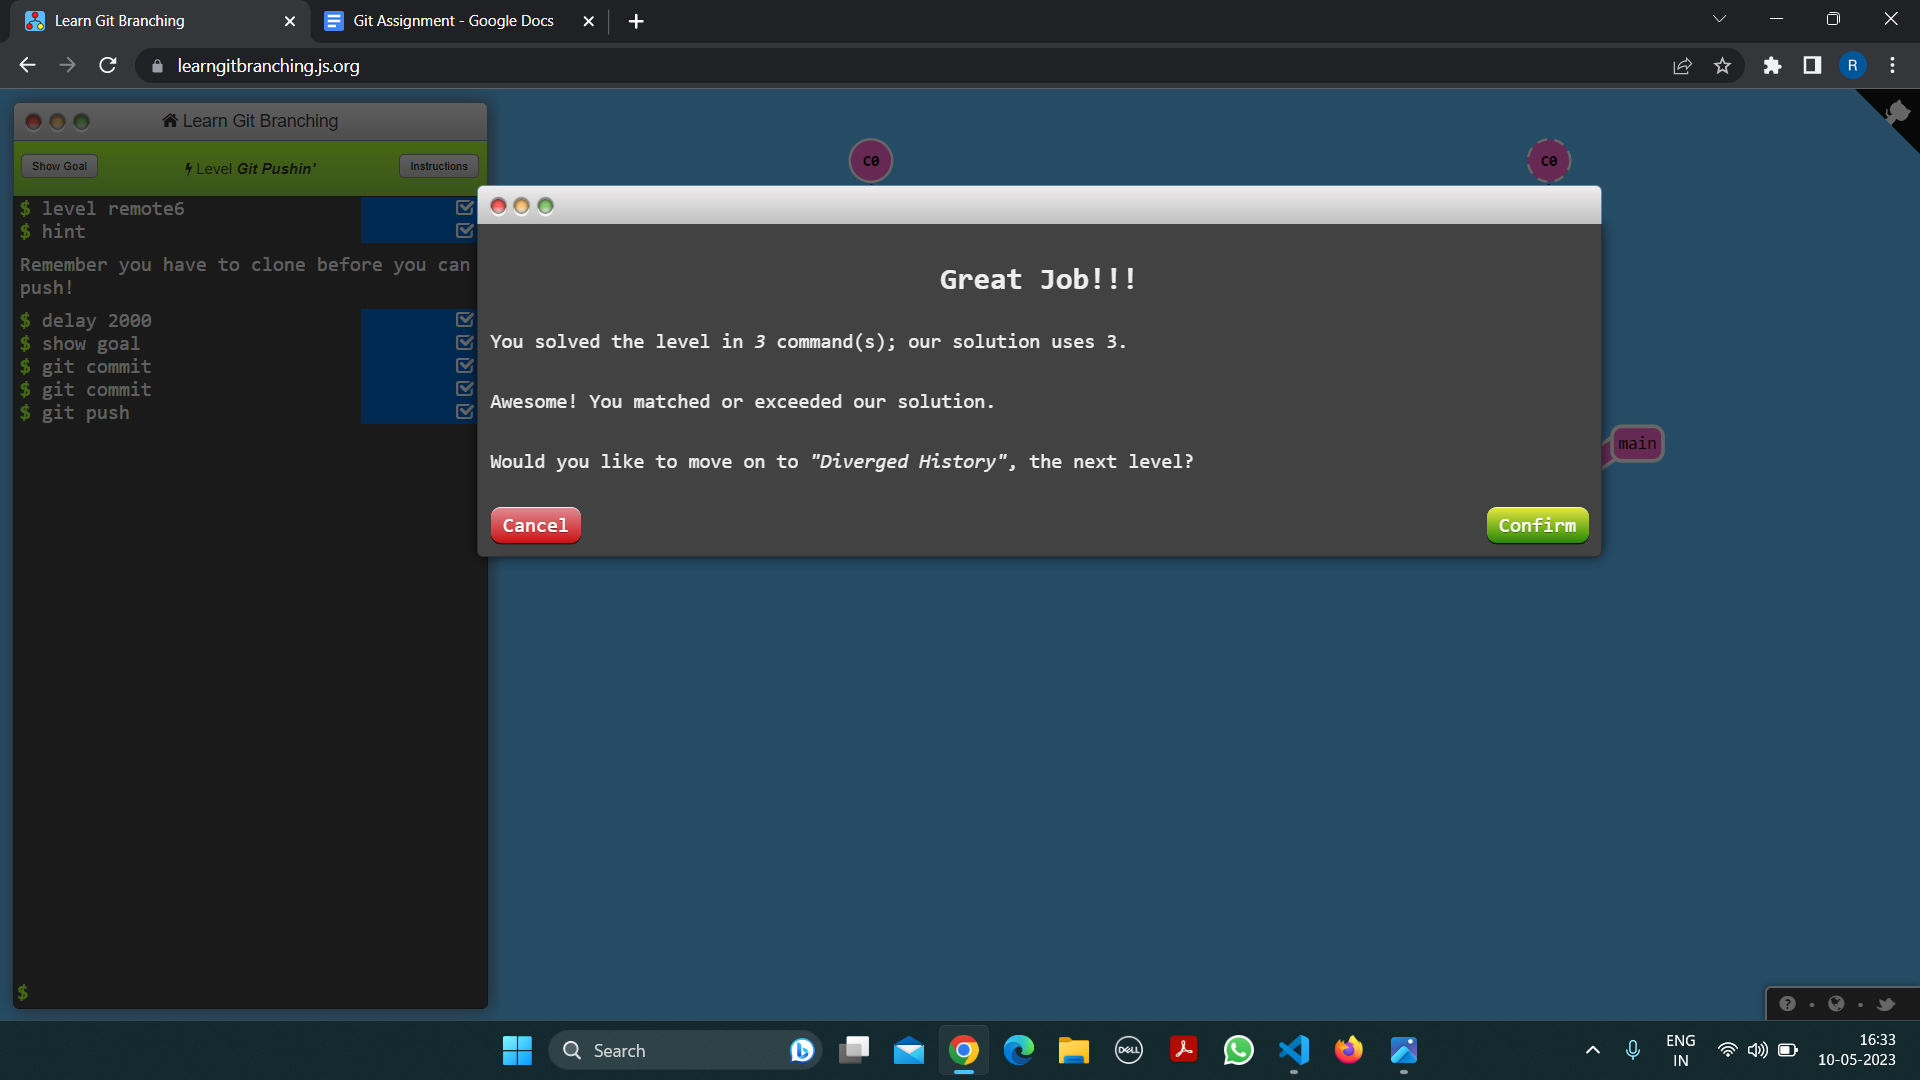 Learn Git Branching
Git Assignment - Google Docs
learngitbranching.js.org
R
Learn Git Branching
Show Goal
Level Git Pushin'
Instructions
$ level remote6
$ hint
Remember you have to clone before you can
push!
$ delay 2000
$ show goal
$ git commit
$ git commit
$ git push
$
C0
C0
main
Great Job!!!
You solved the level in 3 command(s); our solution uses 3.
Awesome! You matched or exceeded our solution.
Would you like to move on to "Diverged History", the next level?
Cancel
Confirm
Search
DELL
ENG
IN
16:33
10-05-2023